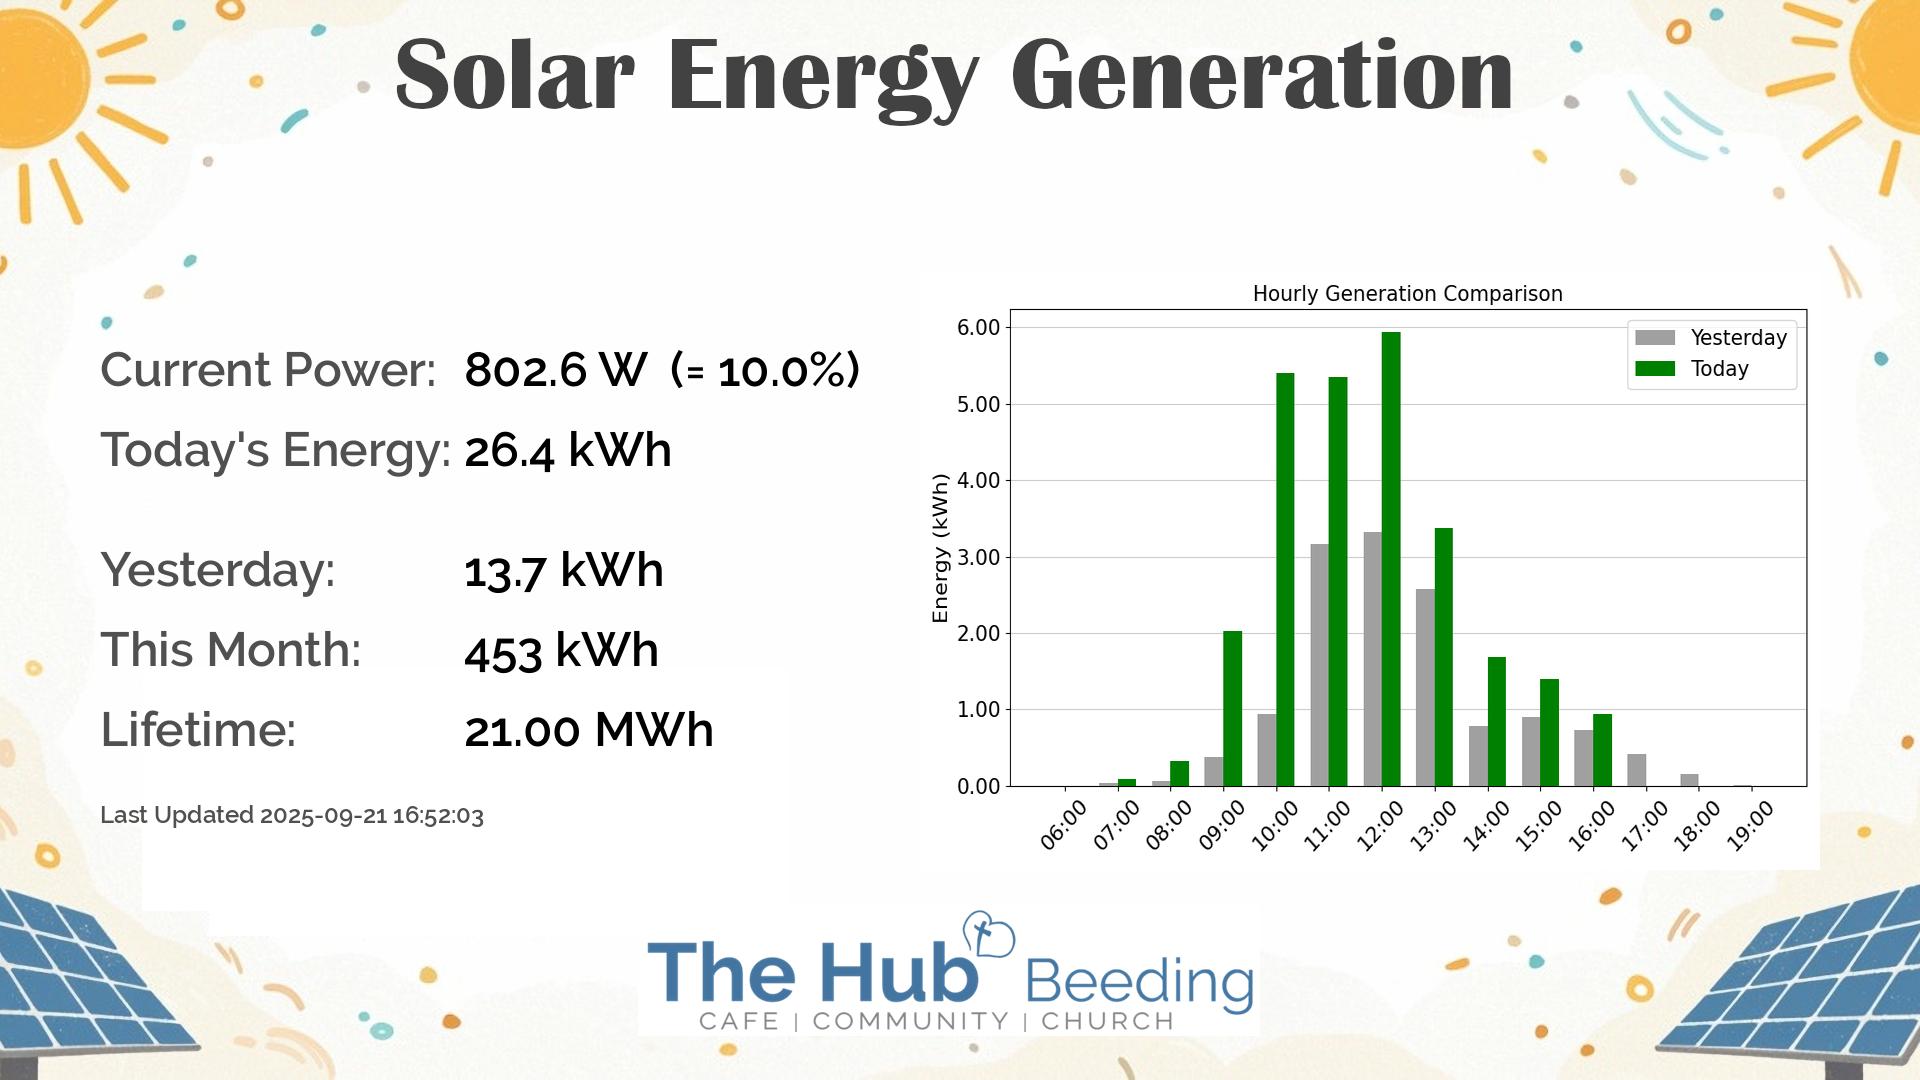 Solar Energy Generation
Current Power: 802.6 W (= 10.0%)
Today's Energy: 26.4 kWh
Yesterday: 13.7 kWh
This Month: 453 kWh
Lifetime: 21.00 MWh
Last Updated 2025-09-21 16:52:03
Hourly Generation Comparison
Yesterday
Today
Energy (kWh)
6.00
5.00
4.00
3.00
2.00
1.00
0.00
06:00 07:00 08:00 09:00 10:00 11:00 12:00 13:00 14:00 15:00 16:00 17:00 18:00 19:00
The Hub Beeding
CAFE | COMMUNITY | CHURCH